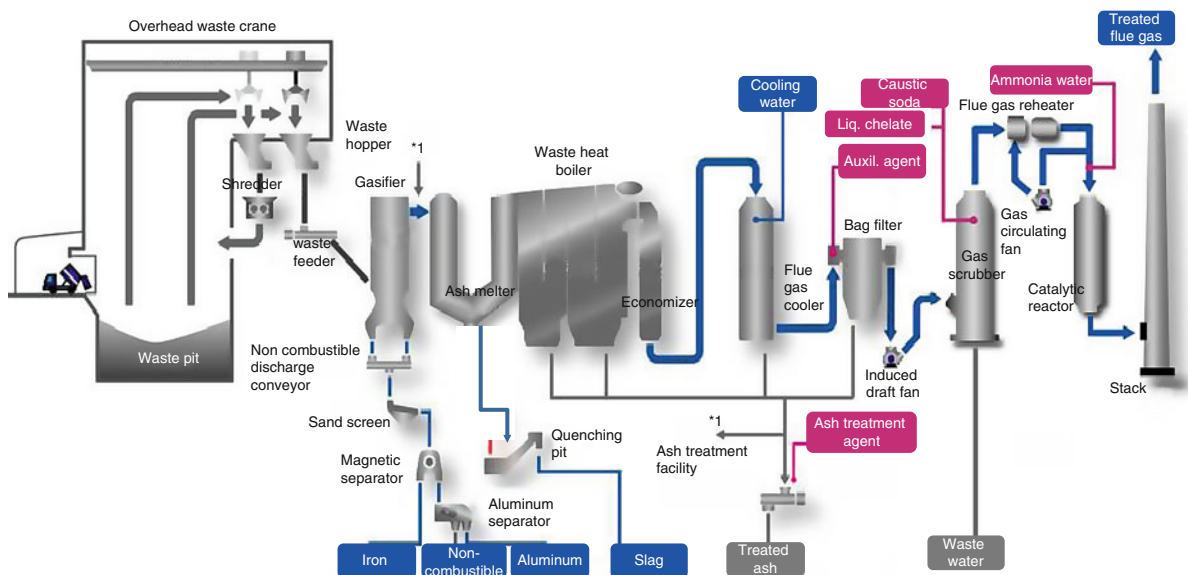 Overhead waste crane
Treated
flue gas
Cooling
water
Caustic
soda
Ammonia water
Flue gas reheater
Liq. chelate
Waste
hopper
*1
Waste heat
boiler
Auxil. agent
Gasifier
Shredder
Bag filter
Gas
circulating
fan
waste
feeder
Gas
scrubber
Flue
gas
cooler
Ash melter
Economizer
Catalytic
reactor
Waste pit
Non combustible
discharge
conveyor
Induced
draft fan
Stack
Sand screen
Quenching
pit
*1
Ash treatment
facility
Ash treatment
agent
Magnetic
separator
Aluminum
separator
Iron
Non-
combustible
Aluminum
Slag
Treated
ash
Waste
water